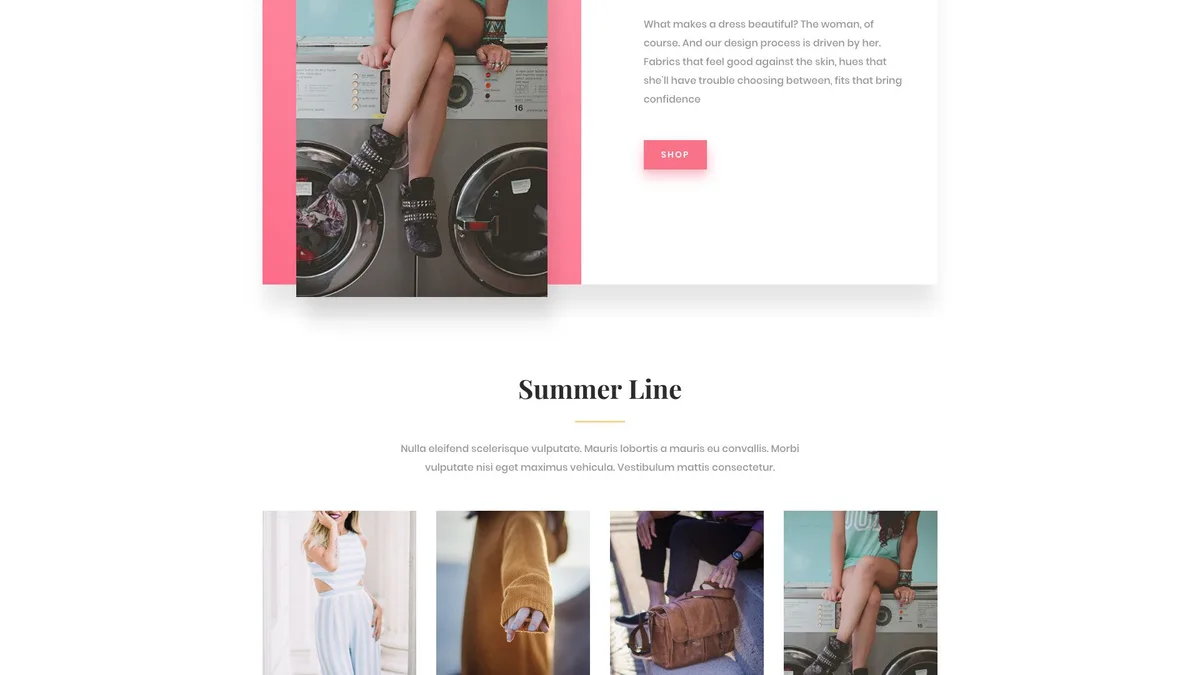 What makes a dress beautiful? The woman, of
course. And our design process is driven by her.
Fabrics that feel good against the skin, hues that
she'll have trouble choosing between, fits that bring
confidence
16
SHOP
Summer Line
Nulla eleifend scelerisque vulputate. Mauris lobortis a mauris eu convallis. Morbi
vulputate nisi eget maximus vehicula. Vestibulum mattis consectetur.